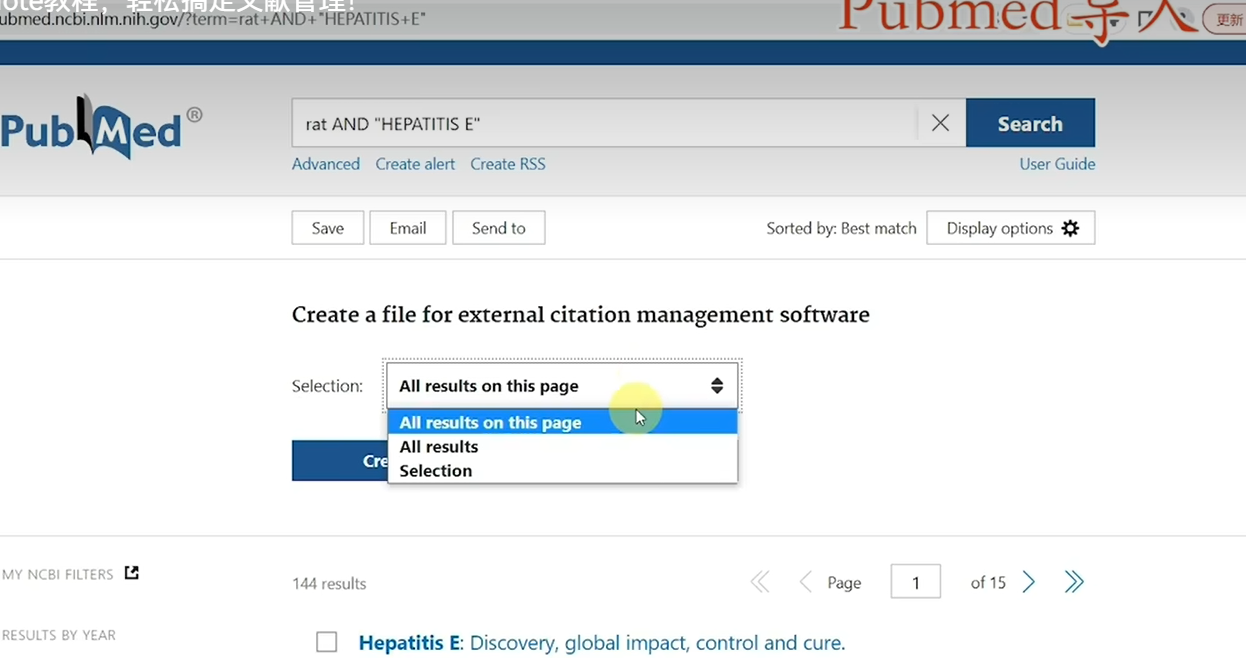 ote教程，轻松搞定文献管理！
ubmed.ncbi.nlm.nih.gov/?term=rat+AND+"HEPATITIS+E"
Pubmed导入
更新
PubMed®
rat AND "HEPATITIS E"
Search
Advanced Create alert Create RSS
User Guide
Save Email Send to
Sorted by: Best match Display options
Create a file for external citation management software
Selection: All results on this page
All results on this page
All results
Selection
Cre
MY NCBI FILTERS
144 results
Page 1 of 15
RESULTS BY YEAR
Hepatitis E: Discovery, global impact, control and cure.